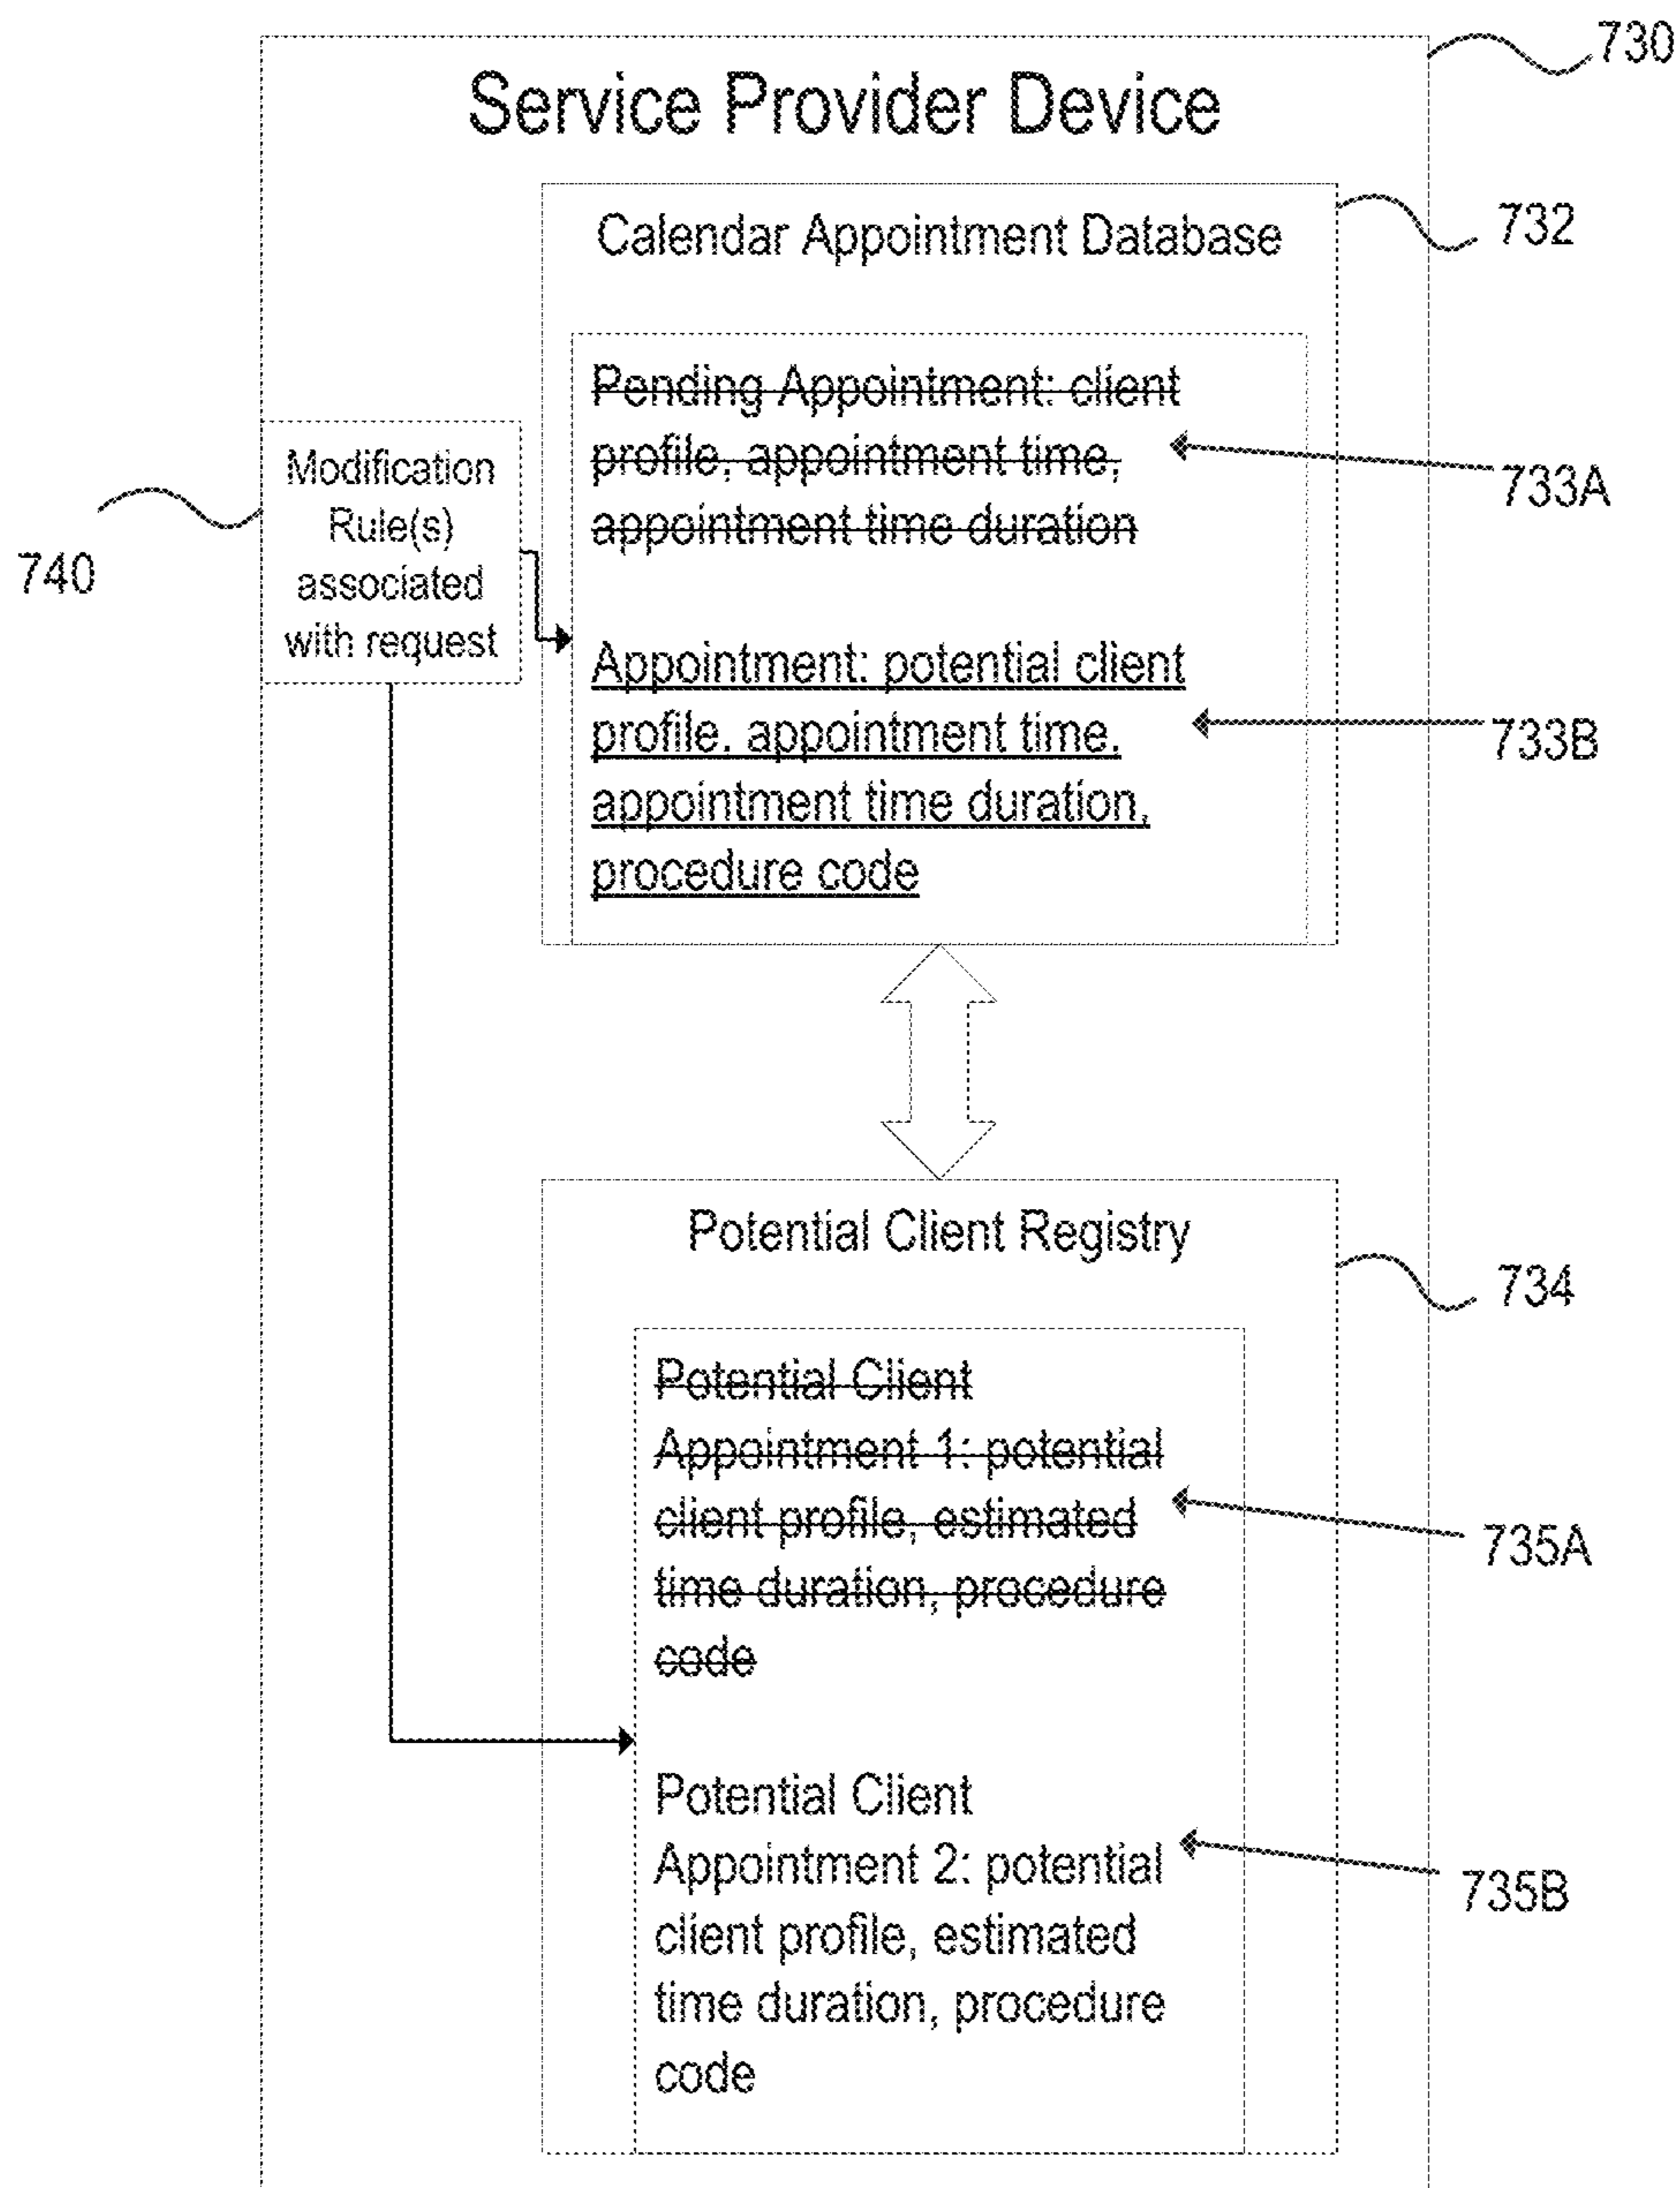 730
Service Provider Device
732
Calendar Appointment Database
Pending Appointment: client
profile, appointment time,
appointment time duration
733A
Modification
Rule(s)
associated
with request
740
Appointment: potential client
profile, appointment time,
appointment time duration,
procedure code
733B
Potential Client Registry
734
Potential Client
Appointment 1: potential
client profile, estimated
time duration, procedure
code
735A
Potential Client
Appointment 2: potential
client profile, estimated
time duration, procedure
code
735B